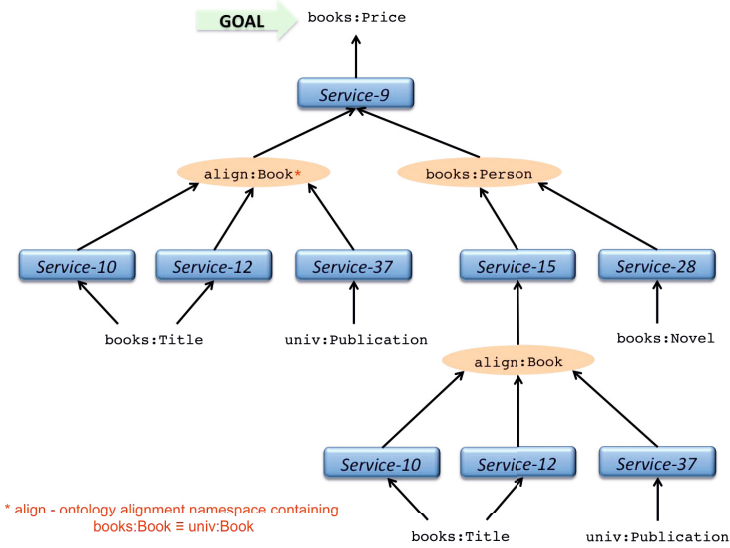 GOAL
books:Price
Service-9
align:Book*
books:Person
Service-10
Service-12
Service-37
Service-15
Service-28
books:Title
univ:Publication
books:Novel
align:Book
Service-10
Service-12
Service-37
* align - ontology alignment namespace containing
books:Book ≡ univ:Book
books:Title
univ:Publication